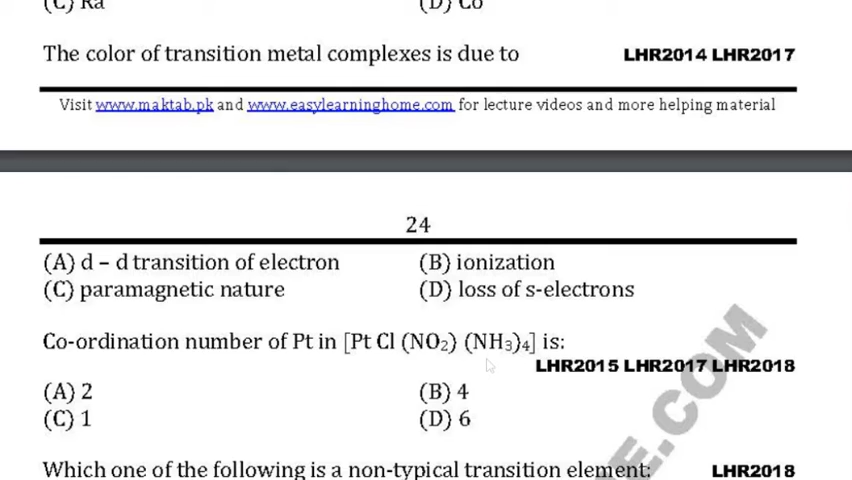 (C) Ra (D) Co
The color of transition metal complexes is due to LHR2014 LHR2017
Visit www.maktab.pk and www.easylearninghome.com for lecture videos and more helping material
24
(A) d – d transition of electron (B) ionization
(C) paramagnetic nature (D) loss of s-electrons
Co-ordination number of Pt in [Pt Cl (NO₂) (NH₃)₄] is:
LHR2015 LHR2017 LHR2018
(A) 2 (B) 4
(C) 1 (D) 6
Which one of the following is a non-typical transition element: LHR2018
E.COM